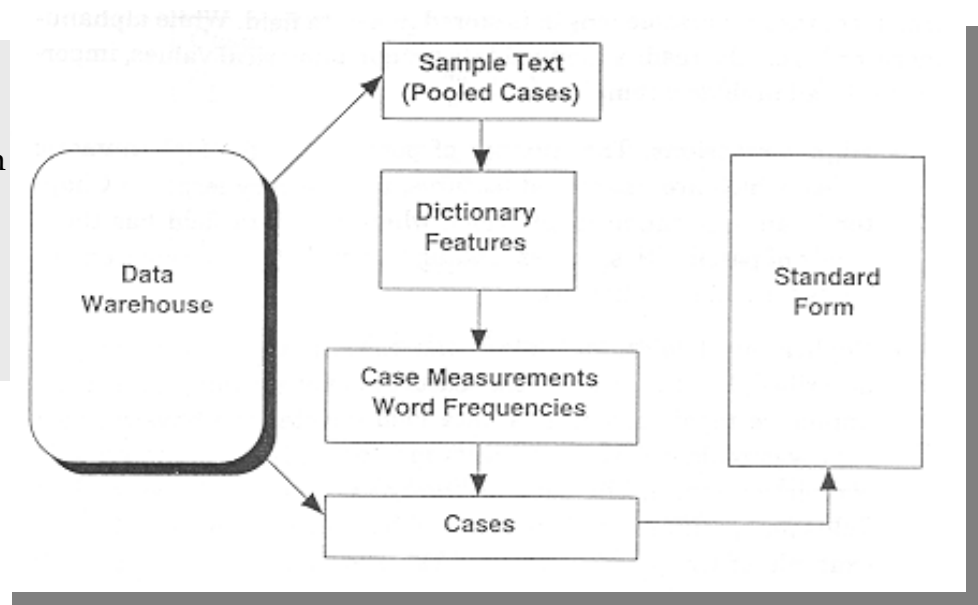 Sample Text
(Pooled Cases)
Dictionary
Features
Data
Warehouse
Standard
Form
Case Measurements
Word Frequencies
Cases